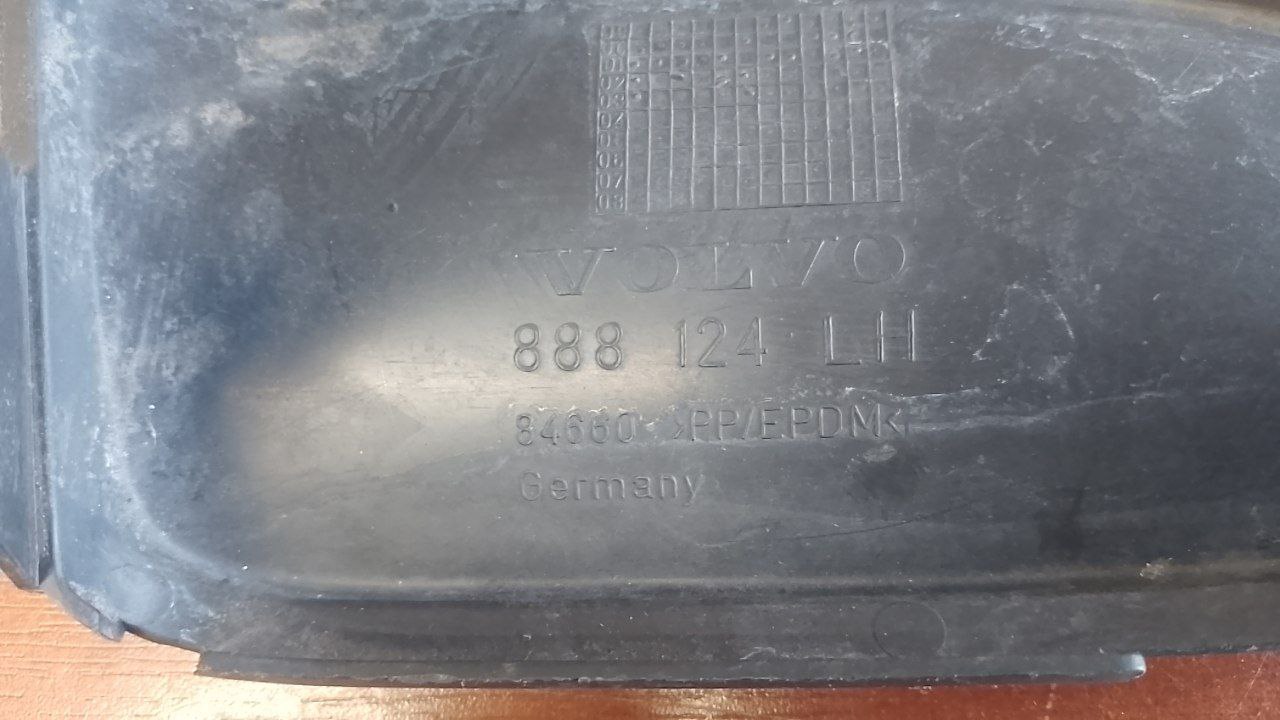 VOLVO
888 124 LH
84660 >PP/EPDM<
Germany